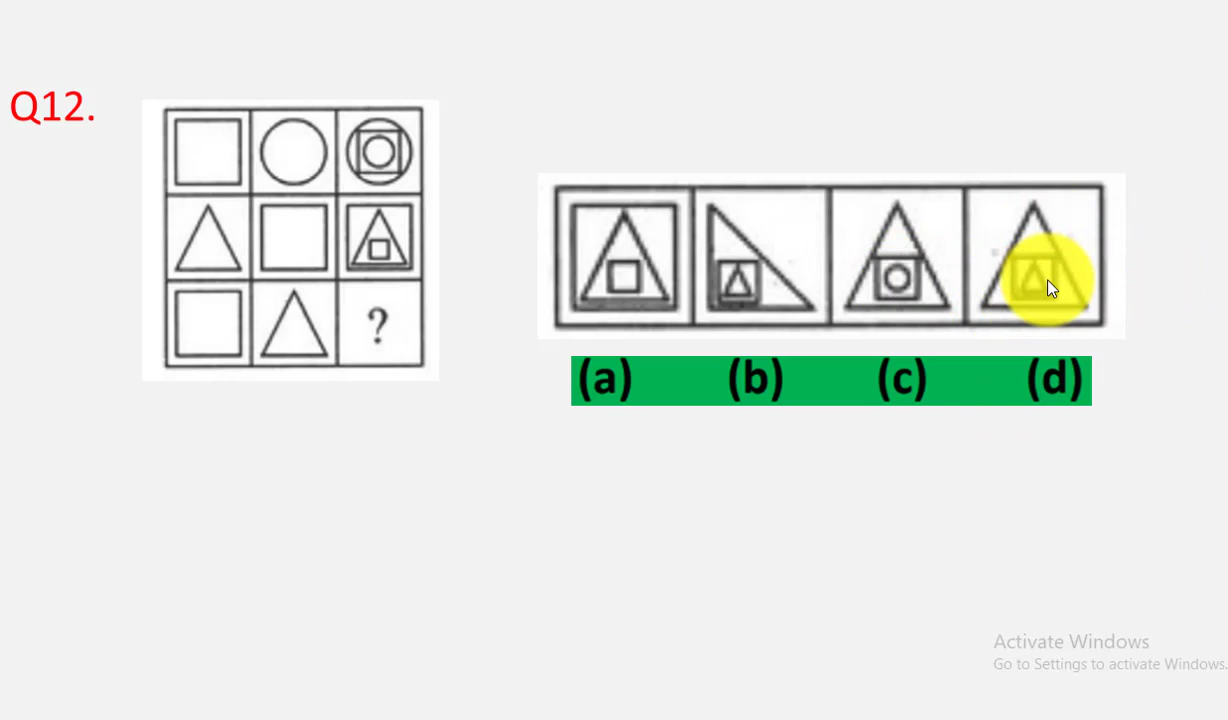 Q12.
?
(a) (b) (c) (d)
Activate Windows
Go to Settings to activate Windows.